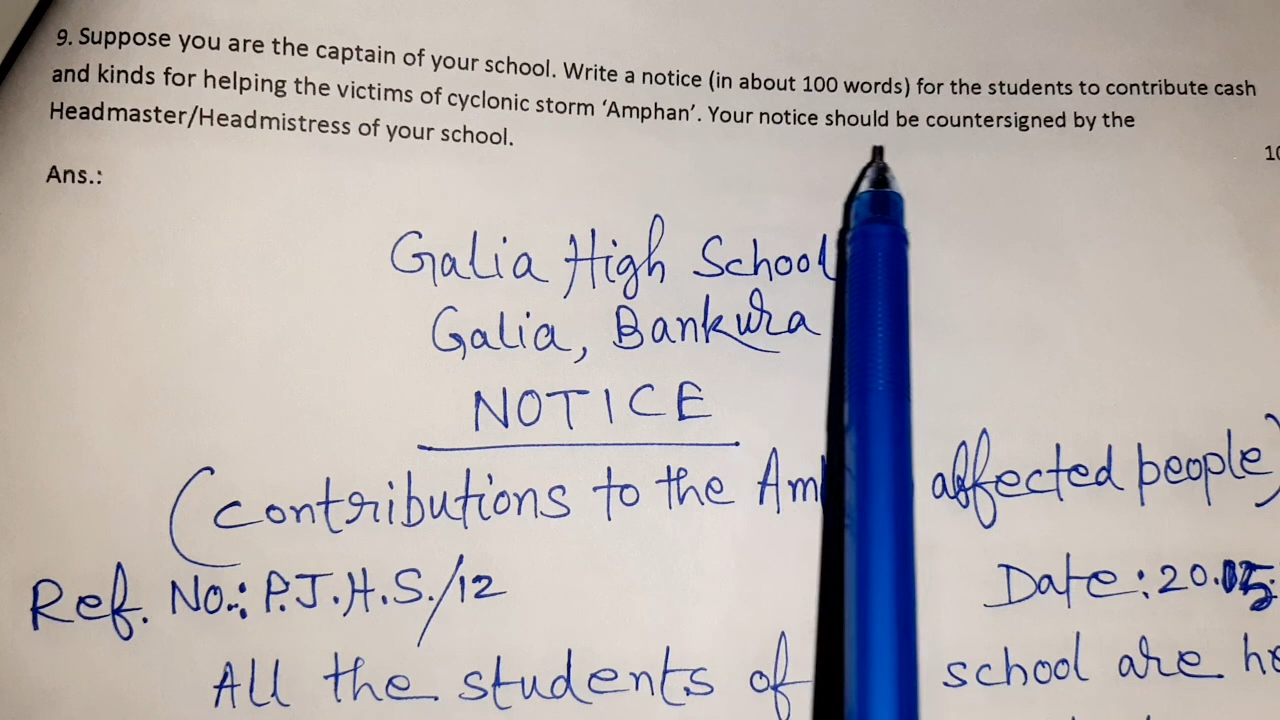 9. Suppose you are the captain of your school. Write a notice (in about 100 words) for the students to contribute cash
and kinds for helping the victims of cyclonic storm ‘Amphan’. Your notice should be countersigned by the
Headmaster/Headmistress of your school.
10
Ans.:
Galia High School
Galia, Bankura
NOTICE
(Contributions to the Am affected people)
Ref. No.: P.J.H.S./12 Date: 20.05.
All the students of school are he